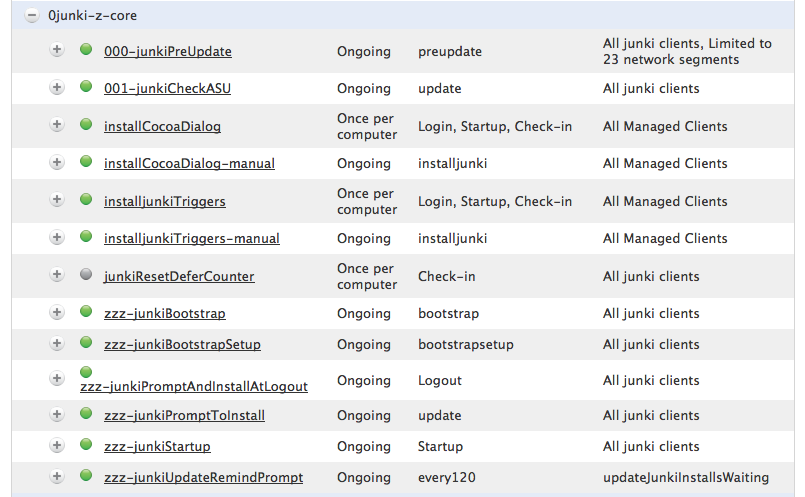 0junki-z-core
000-junkiPreUpdate Ongoing preupdate All junki clients, Limited to
23 network segments
001-junkiCheckASU Ongoing update All junki clients
installCocoaDialog Once per
computer Login, Startup, Check-in All Managed Clients
installCocoaDialog-manual Ongoing installjunki All Managed Clients
installjunkiTriggers Once per
computer Login, Startup, Check-in All Managed Clients
installjunkiTriggers-manual Ongoing installjunki All Managed Clients
junkiResetDeferCounter Once per
computer Check-in All junki clients
zzz-junkiBootstrap Ongoing bootstrap All junki clients
zzz-junkiBootstrapSetup Ongoing bootstrapsetup All junki clients
zzz-junkiPromptAndInstallAtLogout Ongoing Logout All junki clients
zzz-junkiPromptToInstall Ongoing update All junki clients
zzz-junkiStartup Ongoing Startup All junki clients
zzz-junkiUpdateRemindPrompt Ongoing every120 updateJunkiInstallsWaiting